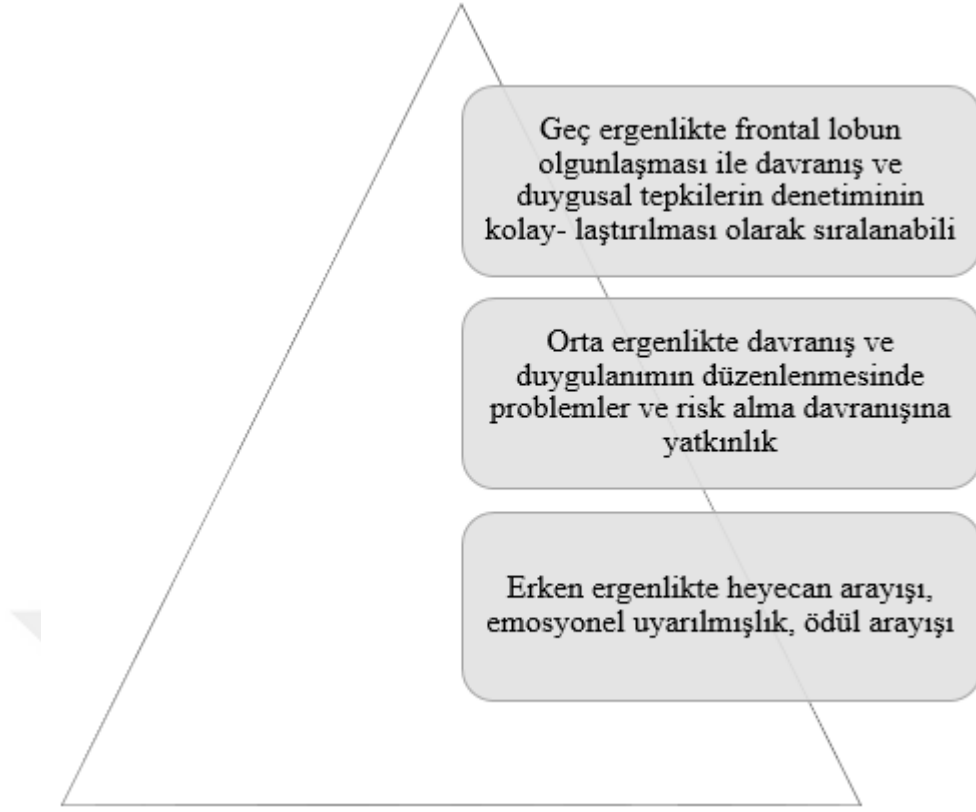 Geç ergenlikte frontal lobun
olgunlaşması ile davranış ve
duygusal tepkilerin denetiminin
kolay- laştırılması olarak sıralanabili
Orta ergenlikte davranış ve
duygulanımın düzenlenmesinde
problemler ve risk alma davranışına
yatkınlık
Erken ergenlikte heyecan arayışı,
emosyonel uyarılmışlık, ödül arayışı